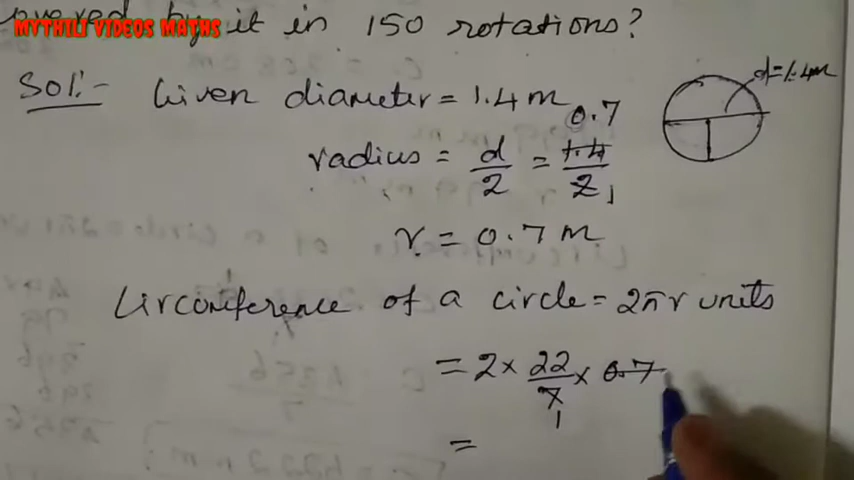 by it in 150 rotations?
MYTHILI VIDEOS MATHS
Sol:- Given diameter = 1.4 m
d=1.4m
0.7
radius = d/2 = 1.4/2 1
r = 0.7 m
Circumference of a circle = 2πr units
= 2 × 22/7 × 0.7
1
=